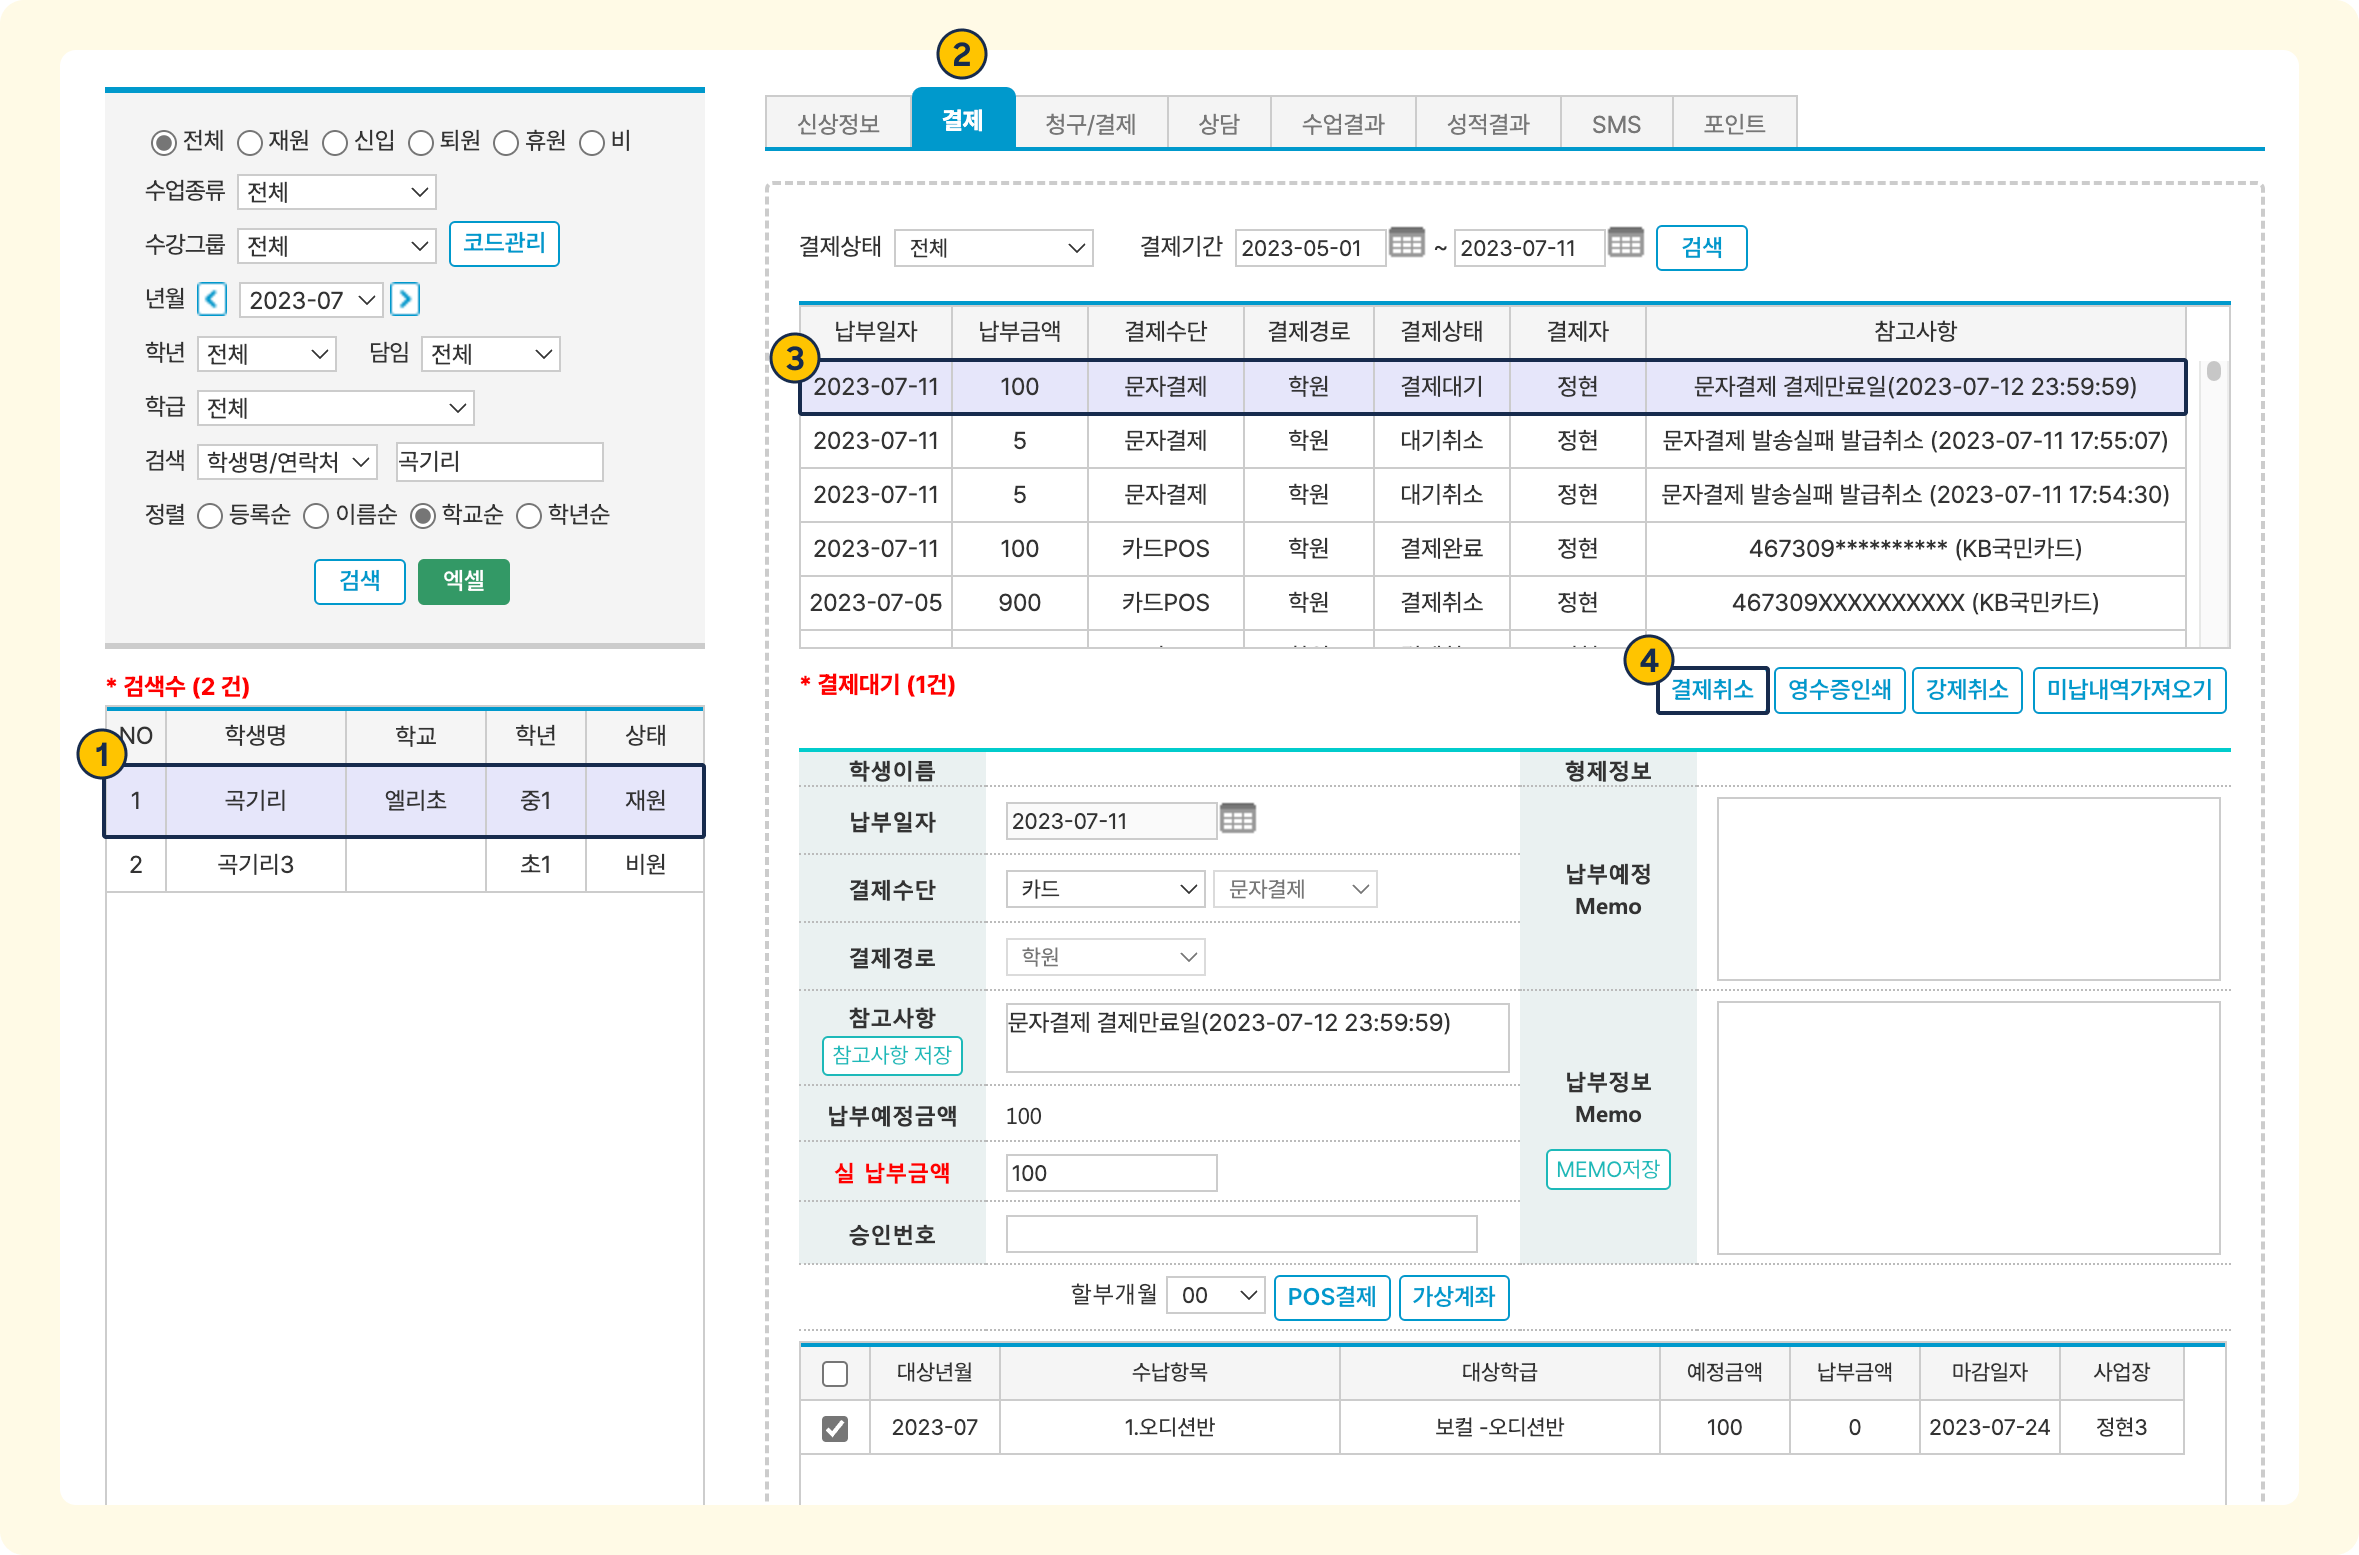 전체 재원 신입 퇴원 휴원 비
수업종류 전체
수강그룹 전체 코드관리
년월 2023-07
학년 전체 담임 전체
학급 전체
검색 학생명/연락처 곡기리
정렬 등록순 이름순 학교순 학년순
검색 엑셀
* 검색수 (2 건)
NO 학생명 학교 학년 상태
1
1 곡기리 엘리초 중1 재원
2 곡기리3 초1 비원
2
신상정보 결제 청구/결제 상담 수업결과 성적결과 SMS 포인트
결제상태 전체 결제기간 2023-05-01 ~ 2023-07-11 검색
납부일자 납부금액 결제수단 결제경로 결제상태 결제자 참고사항
3
2023-07-11 100 문자결제 학원 결제대기 정현 문자결제 결제만료일(2023-07-12 23:59:59)
2023-07-11 5 문자결제 학원 대기취소 정현 문자결제 발송실패 발급취소 (2023-07-11 17:55:07)
2023-07-11 5 문자결제 학원 대기취소 정현 문자결제 발송실패 발급취소 (2023-07-11 17:54:30)
2023-07-11 100 카드POS 학원 결제완료 정현 467309********** (KB국민카드)
2023-07-05 900 카드POS 학원 결제취소 정현 467309XXXXXXXXXX (KB국민카드)
4
* 결제대기 (1건) 결제취소 영수증인쇄 강제취소 미납내역가져오기
학생이름 형제정보
납부일자 2023-07-11
결제수단 카드 문자결제
납부예정
Memo
결제경로 학원
참고사항 문자결제 결제만료일(2023-07-12 23:59:59)
참고사항 저장
납부정보
Memo
납부예정금액 100
실 납부금액 100 MEMO저장
승인번호
할부개월 00 POS결제 가상계좌
대상년월 수납항목 대상학급 예정금액 납부금액 마감일자 사업장
2023-07 1.오디션반 보컬 -오디션반 100 0 2023-07-24 정현3